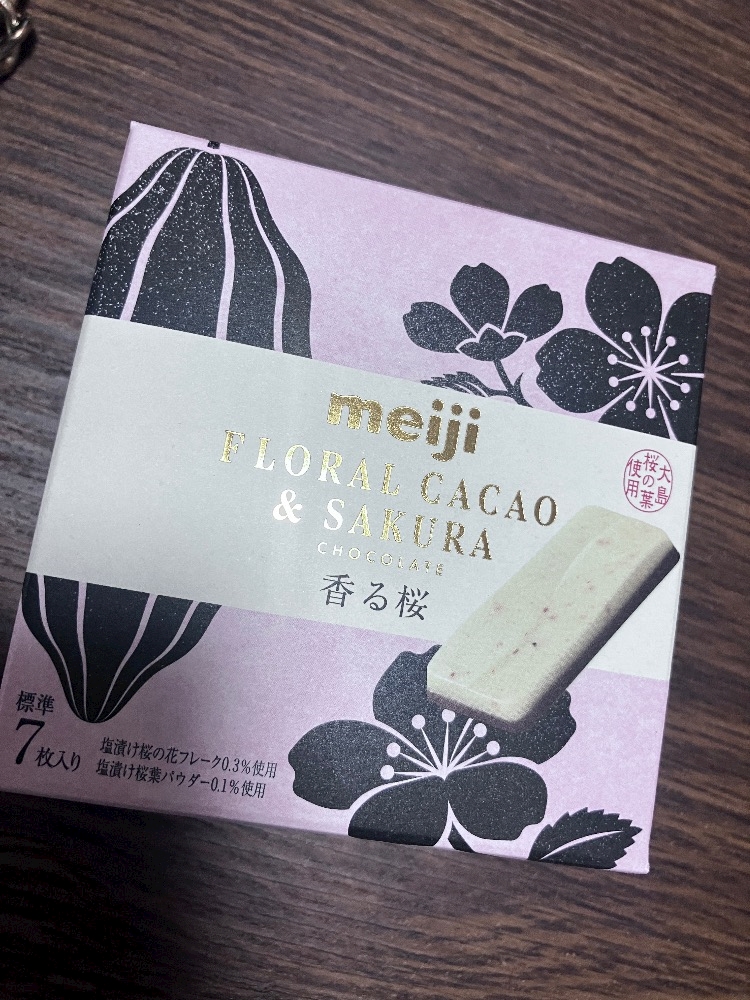 meiji
FLORAL CACAO
& SAKURA
CHOCOLATE
香る桜
大島
桜の葉
使用
標準
7枚入り
塩漬け桜の花フレーク0.3%使用
塩漬け桜葉パウダー0.1%使用